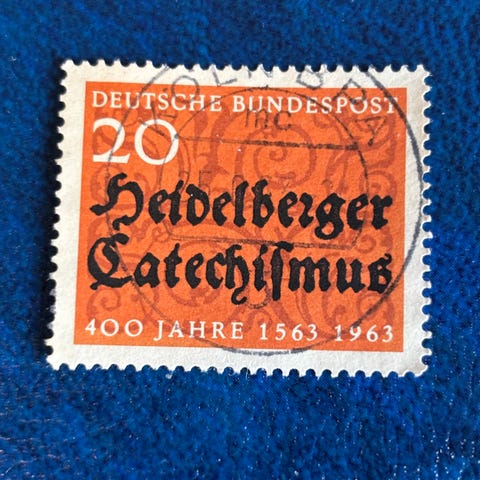 DEUTSCHE BUNDESPOST
20
Heidelberger
Catechiſmus
400 JAHRE 1563 1963